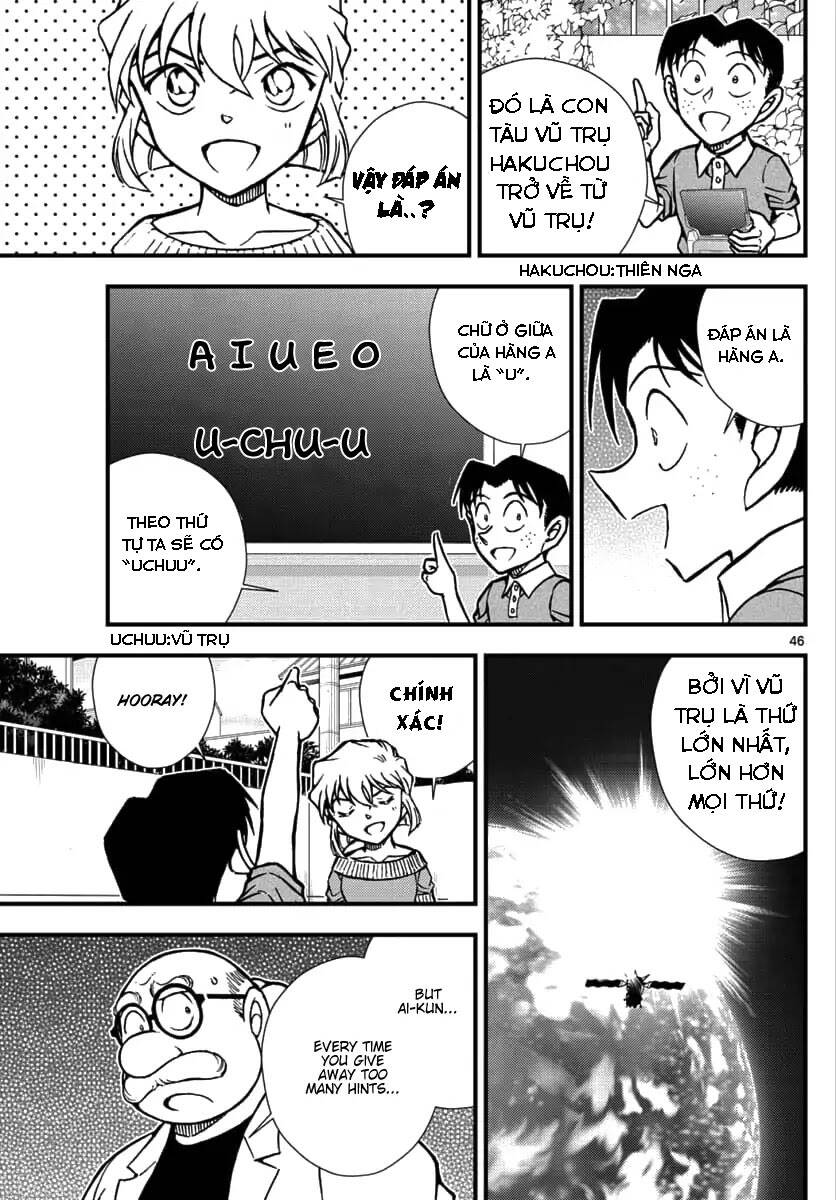 ĐÓ LÀ CON
TÀU VŨ TRỤ
HAKUCHOU
TRỞ VỀ TỪ
VŨ TRỤ!
VẬY ĐÁP ÁN
LÀ..?
HAKUCHOU:THIÊN NGA
ĐÁP ÁN LÀ
HÀNG A.
CHỮ Ở GIỮA
CỦA HÀNG A
LÀ "U".
A I U E O
U-CHU-U
THEO THỨ
TỰ TA SẼ CÓ
"UCHUU".
UCHUU:VŨ TRỤ
46
BỞI VÌ VŨ
TRỤ LÀ THỨ
LỚN NHẤT,
LỚN HƠN
MỌI THỨ!
CHÍNH
XÁC!
HOORAY!
BUT
AI-KUN...
EVERY TIME
YOU GIVE
AWAY TOO
MANY HINTS...